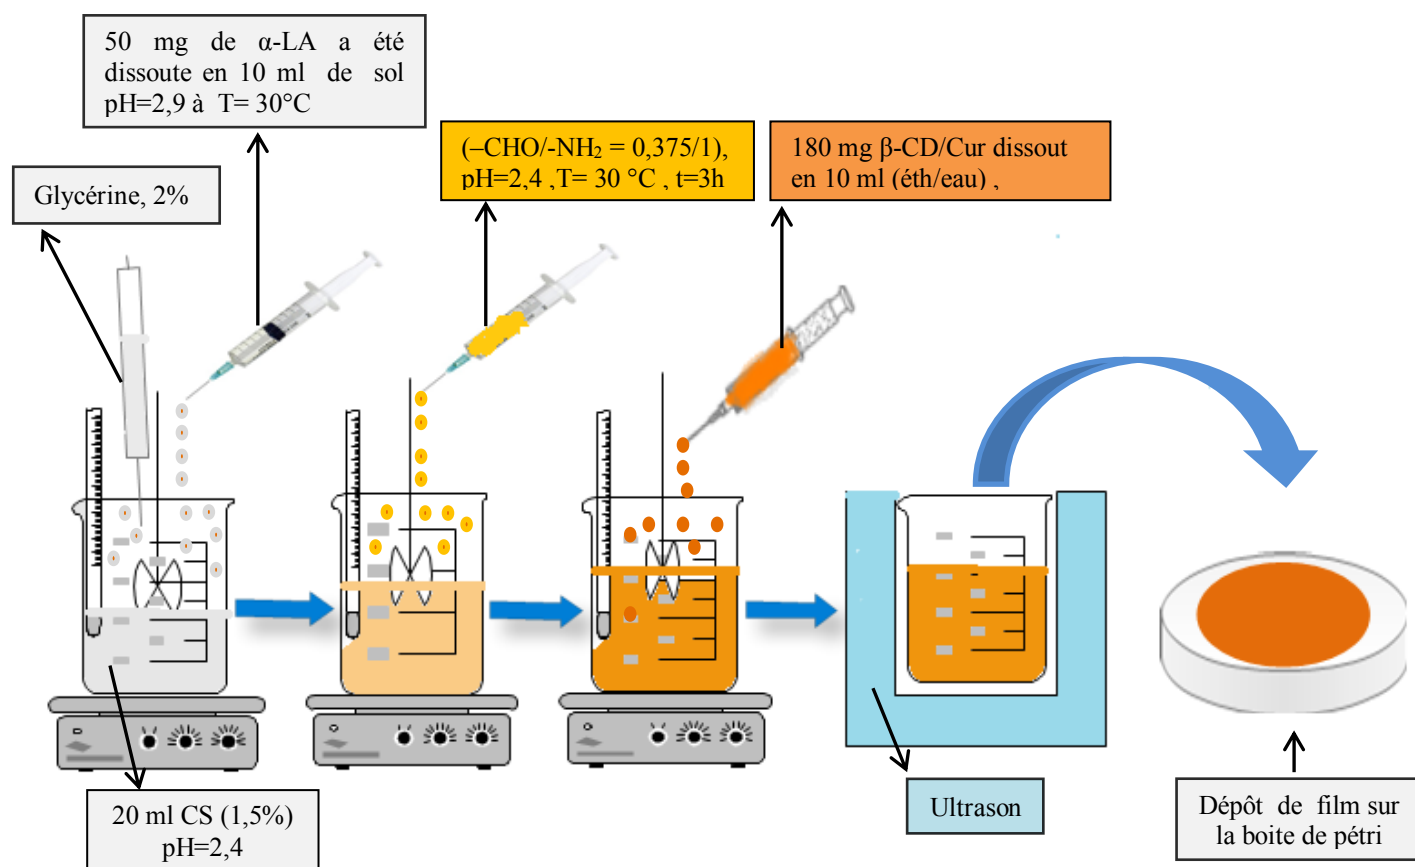 50 mg de α-LA a été
dissoute en 10 ml de sol
pH=2,9 à T= 30°C
Glycérine, 2%
(–CHO/-NH₂ = 0,375/1),
pH=2,4 ,T= 30 °C , t=3h
180 mg β-CD/Cur dissout
en 10 ml (éth/eau) ,
20 ml CS (1,5%)
pH=2,4
Ultrason
Dépôt de film sur
la boite de pétri